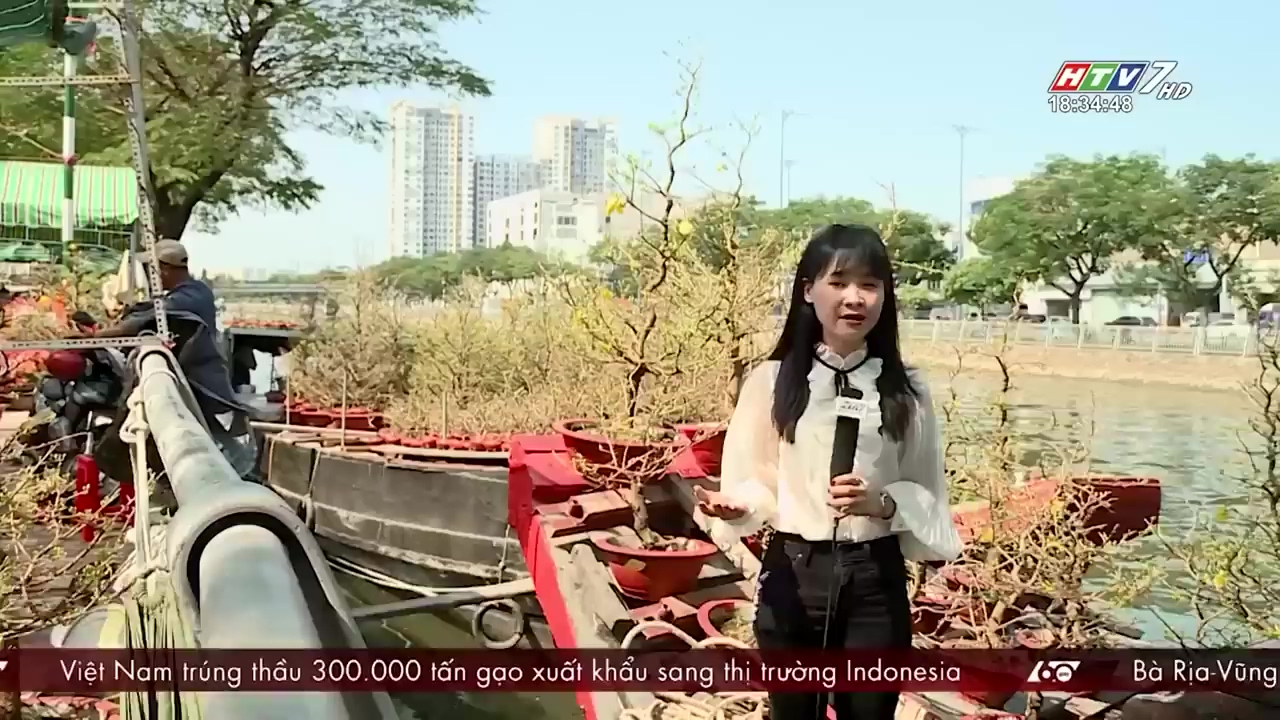 HTV7 HD
18:34:48
Việt Nam trúng thầu 300.000 tấn gạo xuất khẩu sang thị trường Indonesia
60 Bà Rịa-Vũng